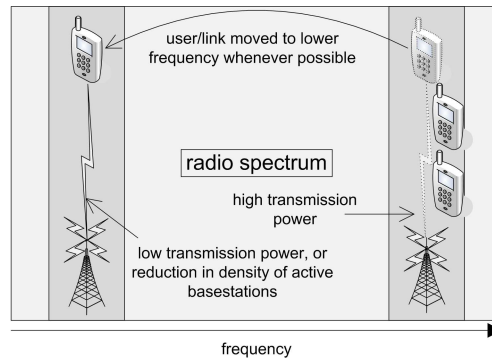 user/link moved to lower
frequency whenever possible
radio spectrum
high transmission
power
low transmission power, or
reduction in density of active
basestations
frequency